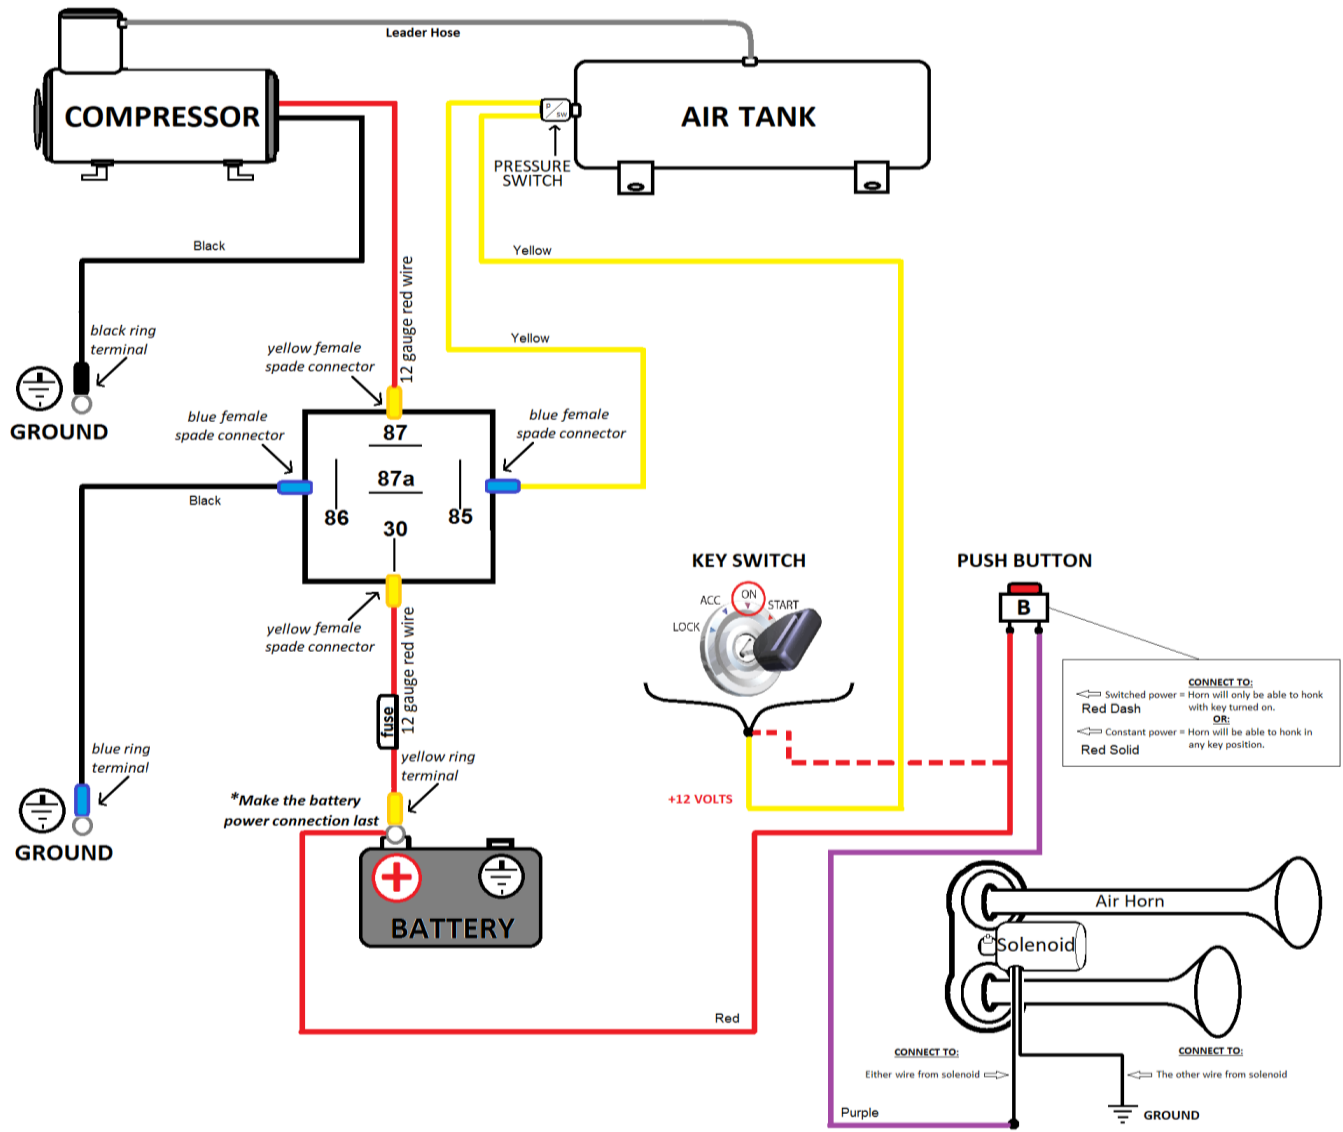 Leader Hose
COMPRESSOR
AIR TANK
P
SW
PRESSURE
SWITCH
Black
Yellow
12 gauge red wire
black ring
terminal
yellow female
spade connector
Yellow
GROUND
blue female
spade connector
blue female
spade connector
87
87a
86
85
30
Black
KEY SWITCH
LOCK
ACC
ON
START
PUSH BUTTON
B
yellow female
spade connector
12 gauge red wire
fuse
CONNECT TO:
Switched power = Horn will only be able to honk
Red Dash
with key turned on.
OR:
Constant power = Horn will be able to honk in
Red Solid
any key position.
blue ring
terminal
yellow ring
terminal
*Make the battery
power connection last
+12 VOLTS
GROUND
BATTERY
Air Horn
Solenoid
Red
CONNECT TO:
Either wire from solenoid
CONNECT TO:
The other wire from solenoid
Purple
GROUND